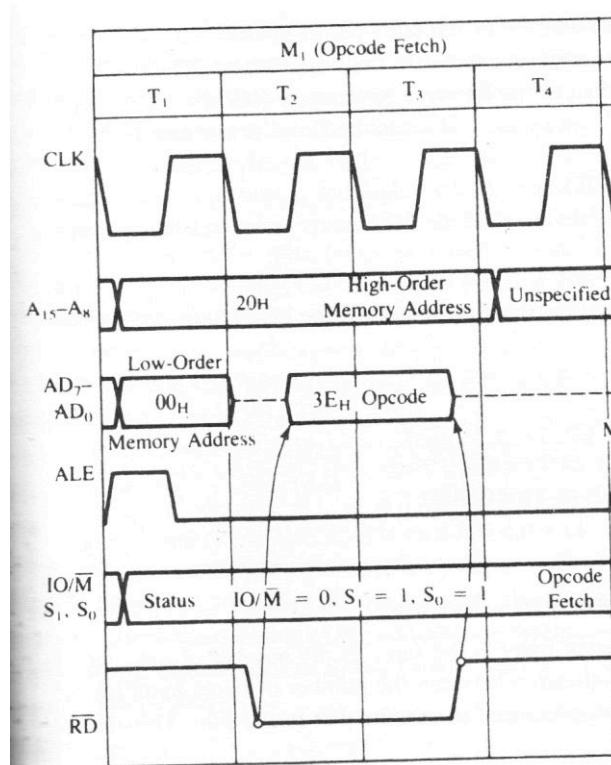 M₁ (Opcode Fetch)
T₁ T₂ T₃ T₄
CLK
A₁₅–A₈ 20H High-Order Memory Address Unspecified
Low-Order
AD₇–AD₀ 00H 3EH Opcode
Memory Address M
ALE
IO/M̅ S₁, S₀ Status IO/M̅ = 0, S₁ = 1, S₀ = 1 Opcode Fetch
R̅D̅